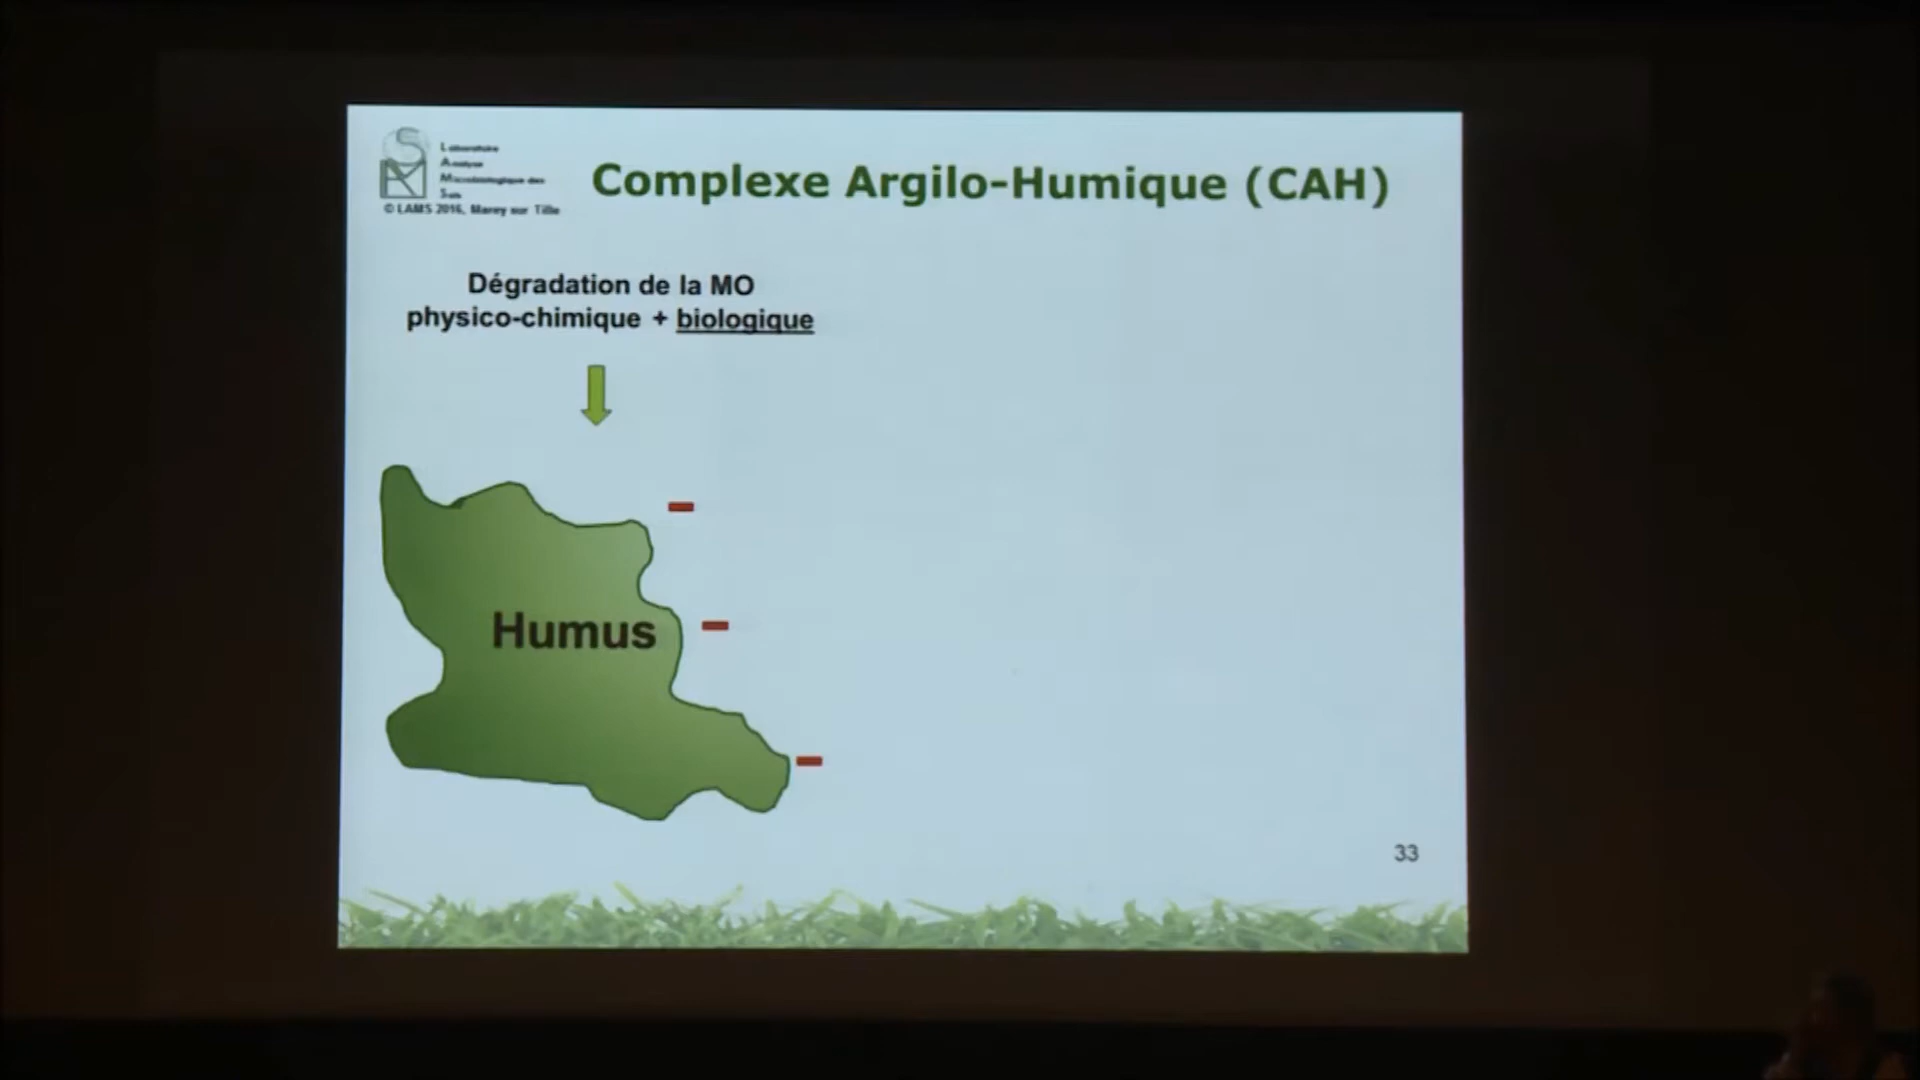 Laboratoire
Analyse
Microbiologique des
Sols
© LAMS 2016, Marey sur Tille
Complexe Argilo-Humique (CAH)
Dégradation de la MO
physico-chimique + biologique
Humus
33